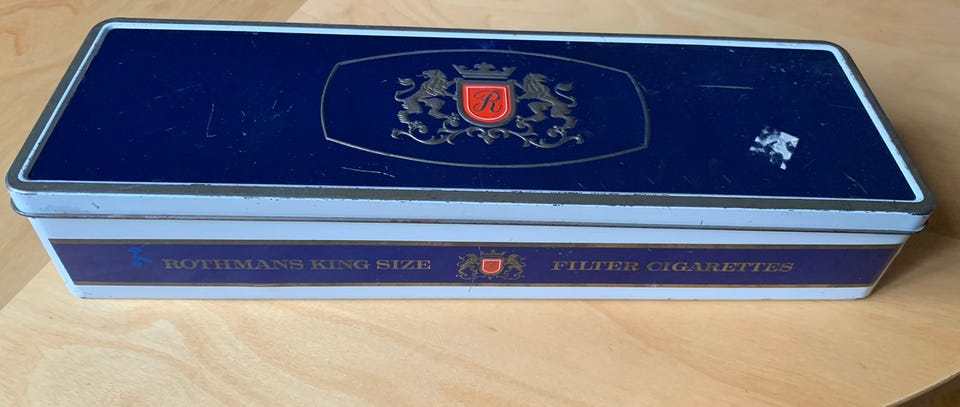 R
ROTHMANS KING SIZE FILTER CIGARETTES